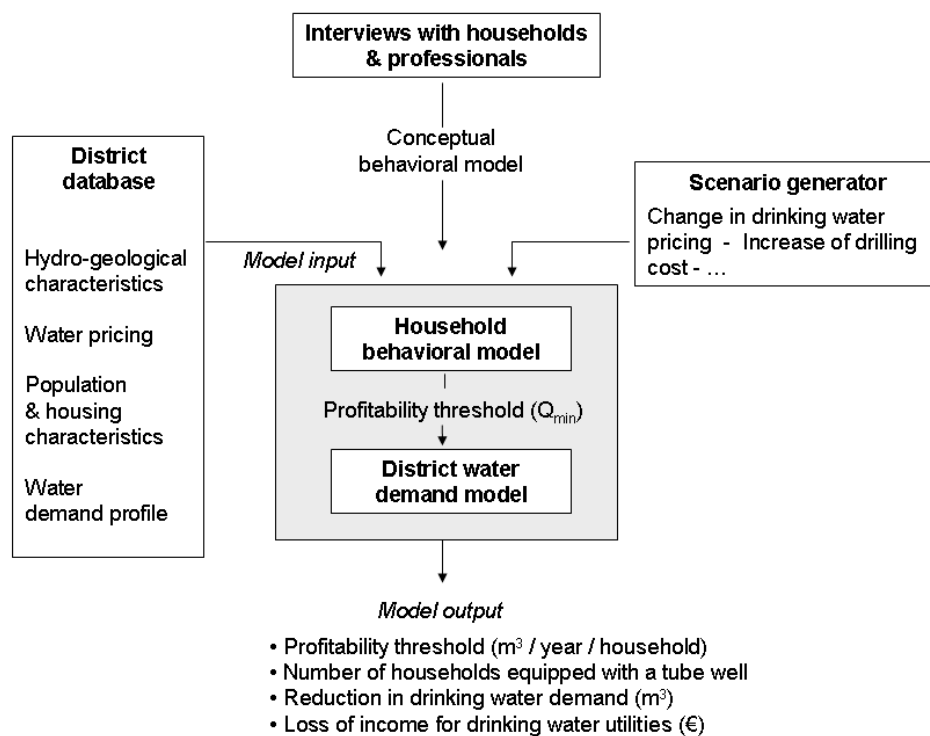 Interviews with households
& professionals
Conceptual
behavioral model
District
database
Hydro-geological
characteristics
Water pricing
Population
& housing
characteristics
Water
demand profile
Scenario generator
Change in drinking water
pricing - Increase of drilling
cost - ...
Model input
Household
behavioral model
Profitability threshold (Qmin)
District water
demand model
Model output
• Profitability threshold (m³ / year / household)
• Number of households equipped with a tube well
• Reduction in drinking water demand (m³)
• Loss of income for drinking water utilities (€)